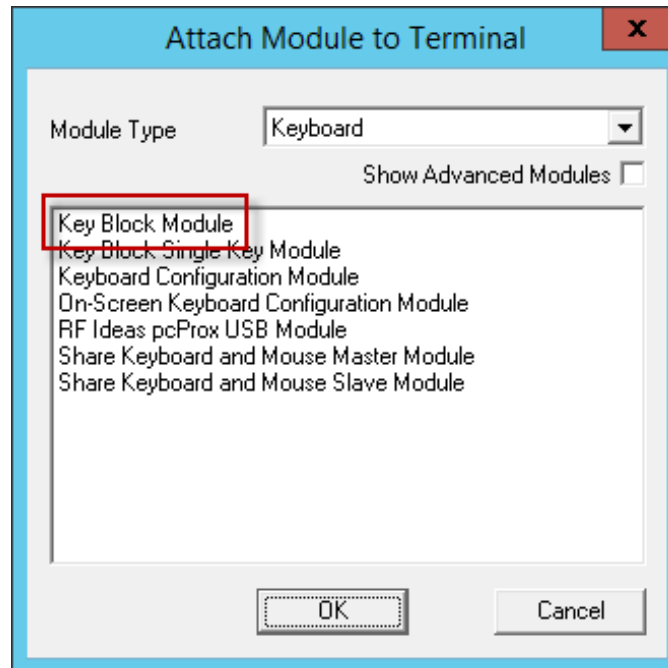 Attach Module to Terminal
x
Module Type Keyboard
Show Advanced Modules
Key Block Module
Key Block Single Key Module
Keyboard Configuration Module
On-Screen Keyboard Configuration Module
RF Ideas pcProx USB Module
Share Keyboard and Mouse Master Module
Share Keyboard and Mouse Slave Module
OK Cancel